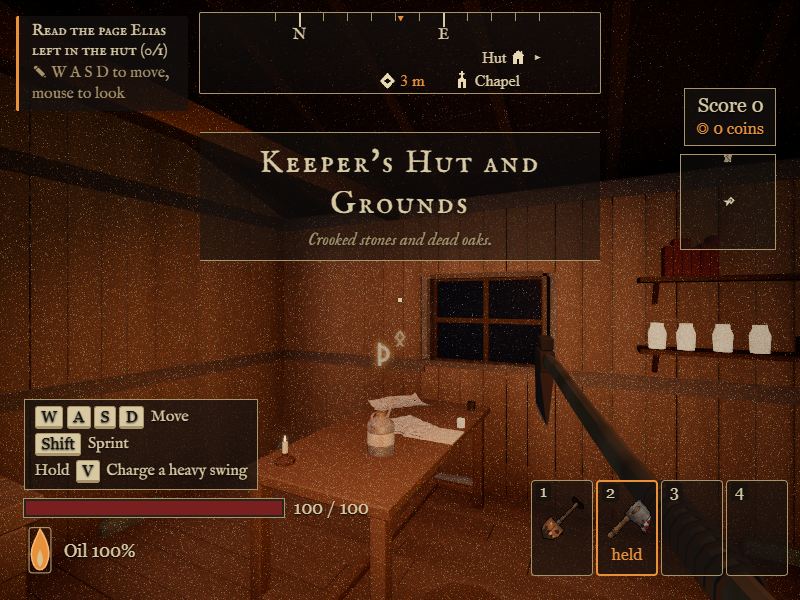 Read the page Elias
left in the hut (0/1)
W A S D to move,
mouse to look
N
E
Hut
3 m
Chapel
Score 0
0 coins
Keeper's Hut and
Grounds
Crooked stones and dead oaks.
W A S D Move
Shift Sprint
Hold V Charge a heavy swing
100 / 100
Oil 100%
1
2
held
3
4